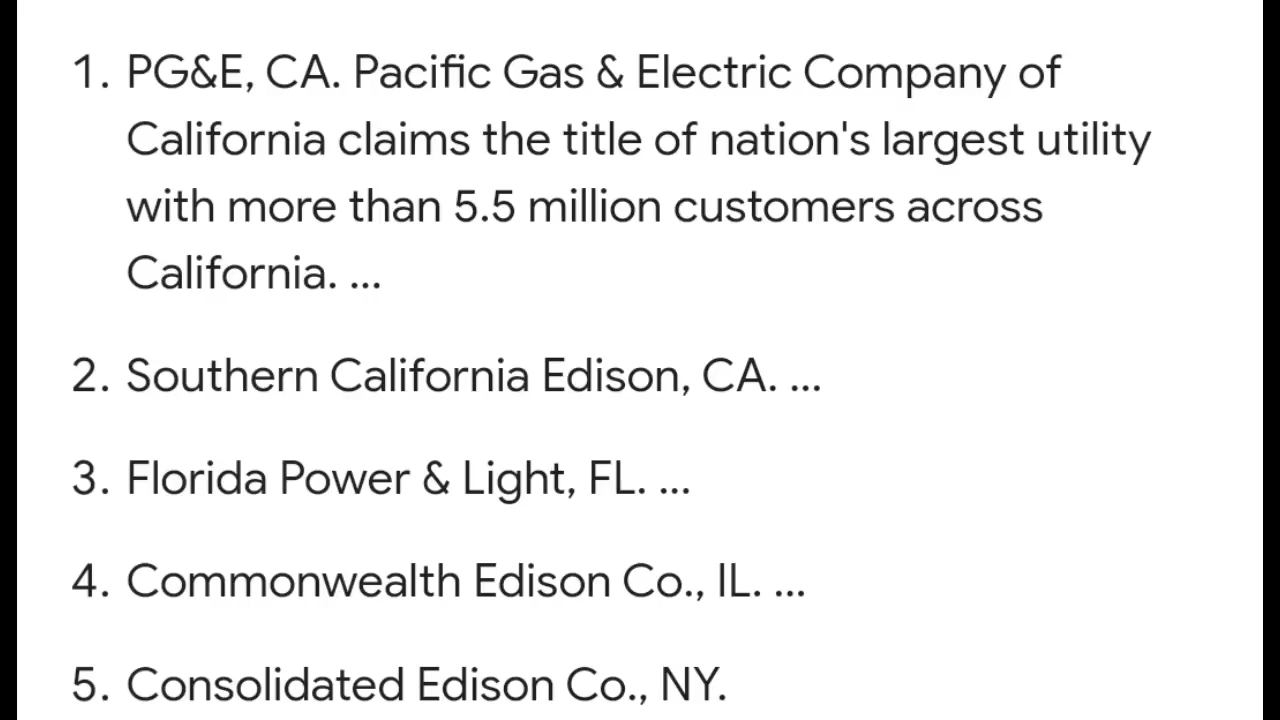 1. PG&E, CA. Pacific Gas & Electric Company of
California claims the title of nation's largest utility
with more than 5.5 million customers across
California. ...
2. Southern California Edison, CA. ...
3. Florida Power & Light, FL. ...
4. Commonwealth Edison Co., IL. ...
5. Consolidated Edison Co., NY.